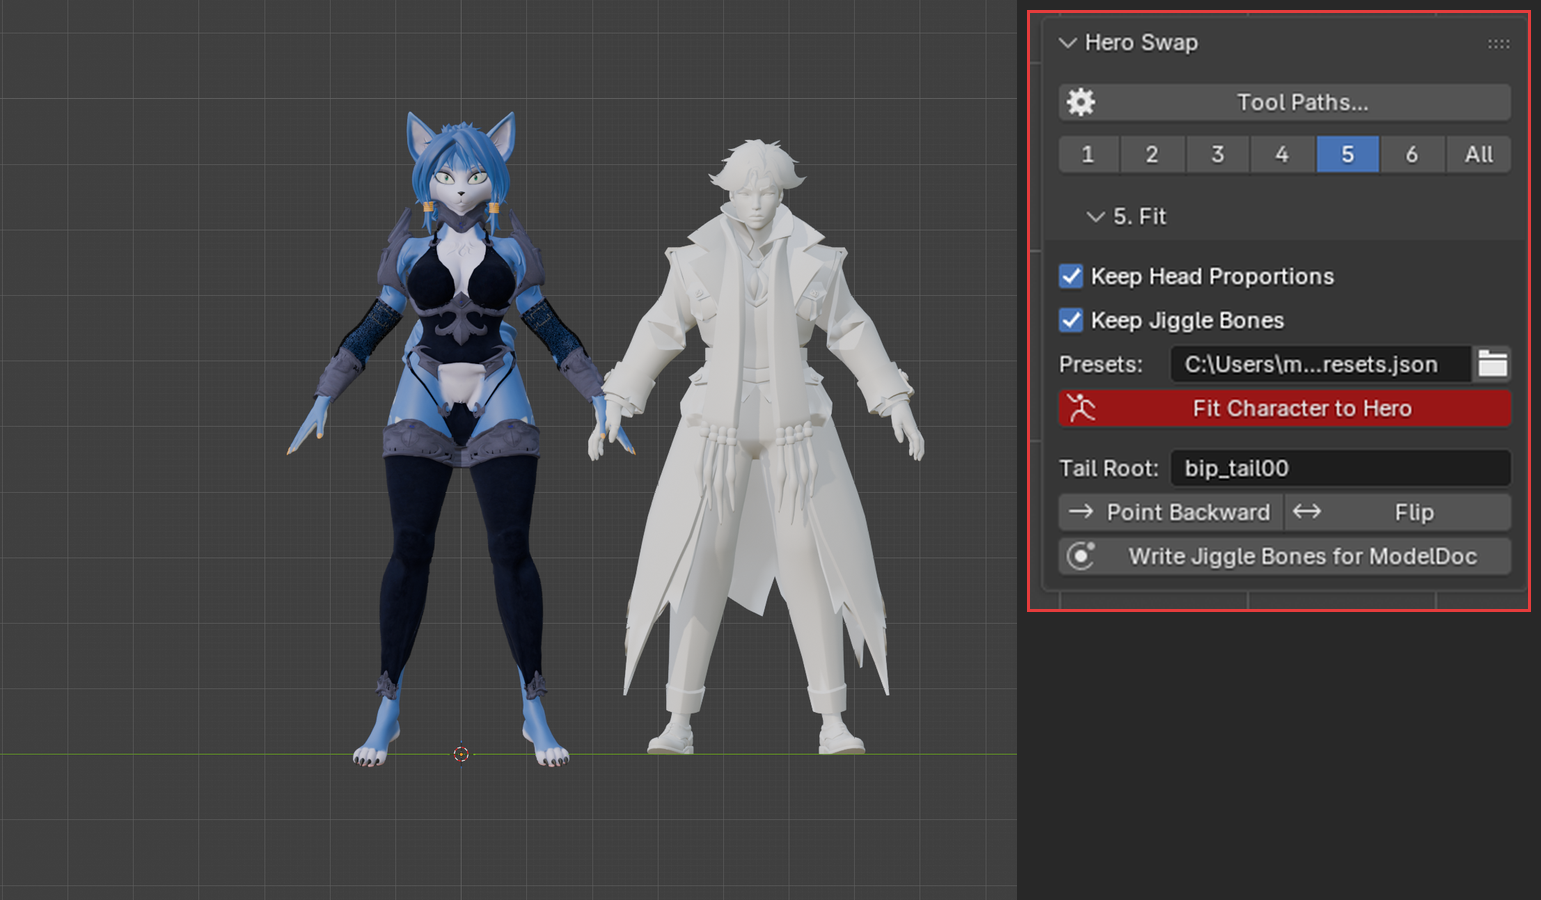 Hero Swap
Tool Paths...
1 2 3 4 5 6 All
5. Fit
Keep Head Proportions
Keep Jiggle Bones
Presets: C:\Users\m...resets.json
Fit Character to Hero
Tail Root: bip_tail00
Point Backward Flip
Write Jiggle Bones for ModelDoc